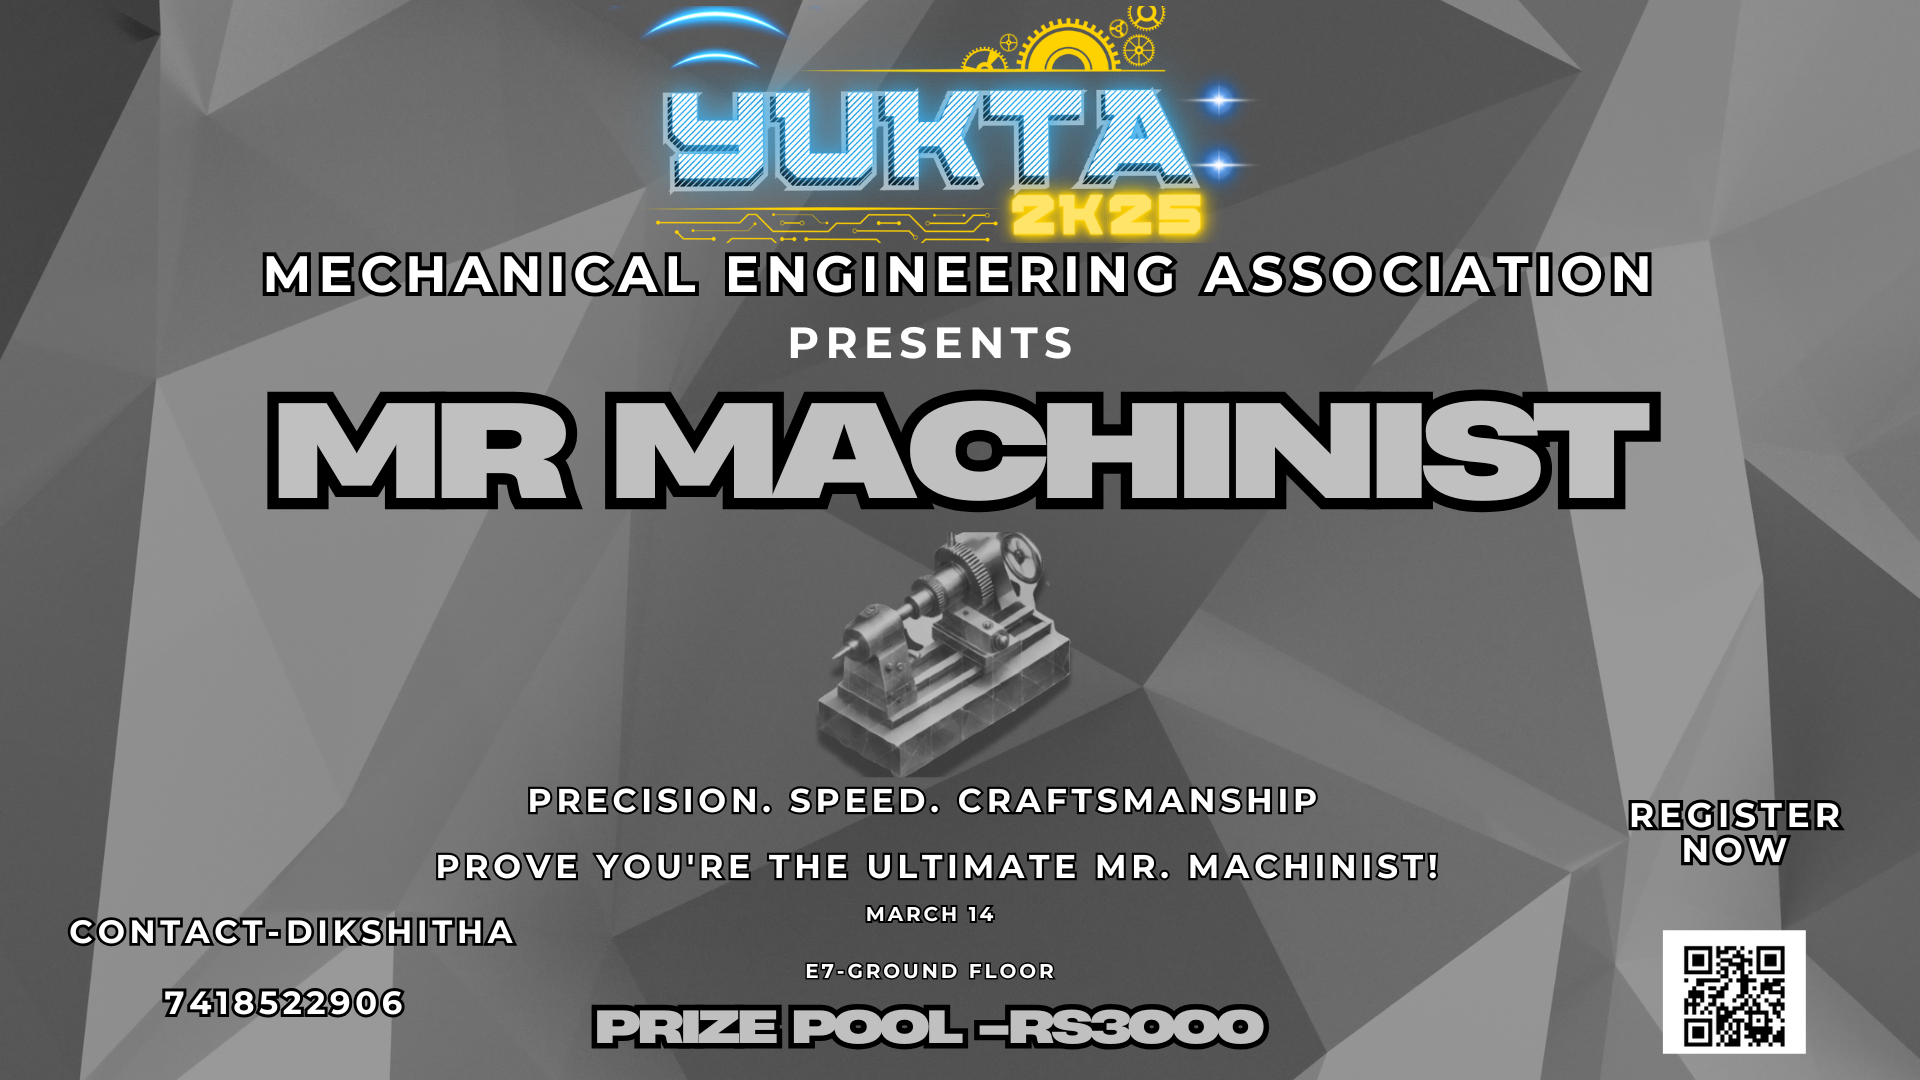 YUKTA
2K25
MECHANICAL ENGINEERING ASSOCIATION
PRESENTS
MR MACHINIST
PRECISION. SPEED. CRAFTSMANSHIP
PROVE YOU'RE THE ULTIMATE MR. MACHINIST!
MARCH 14
E7-GROUND FLOOR
PRIZE POOL -RS3000
CONTACT-DIKSHITHA
7418522906
REGISTER
NOW